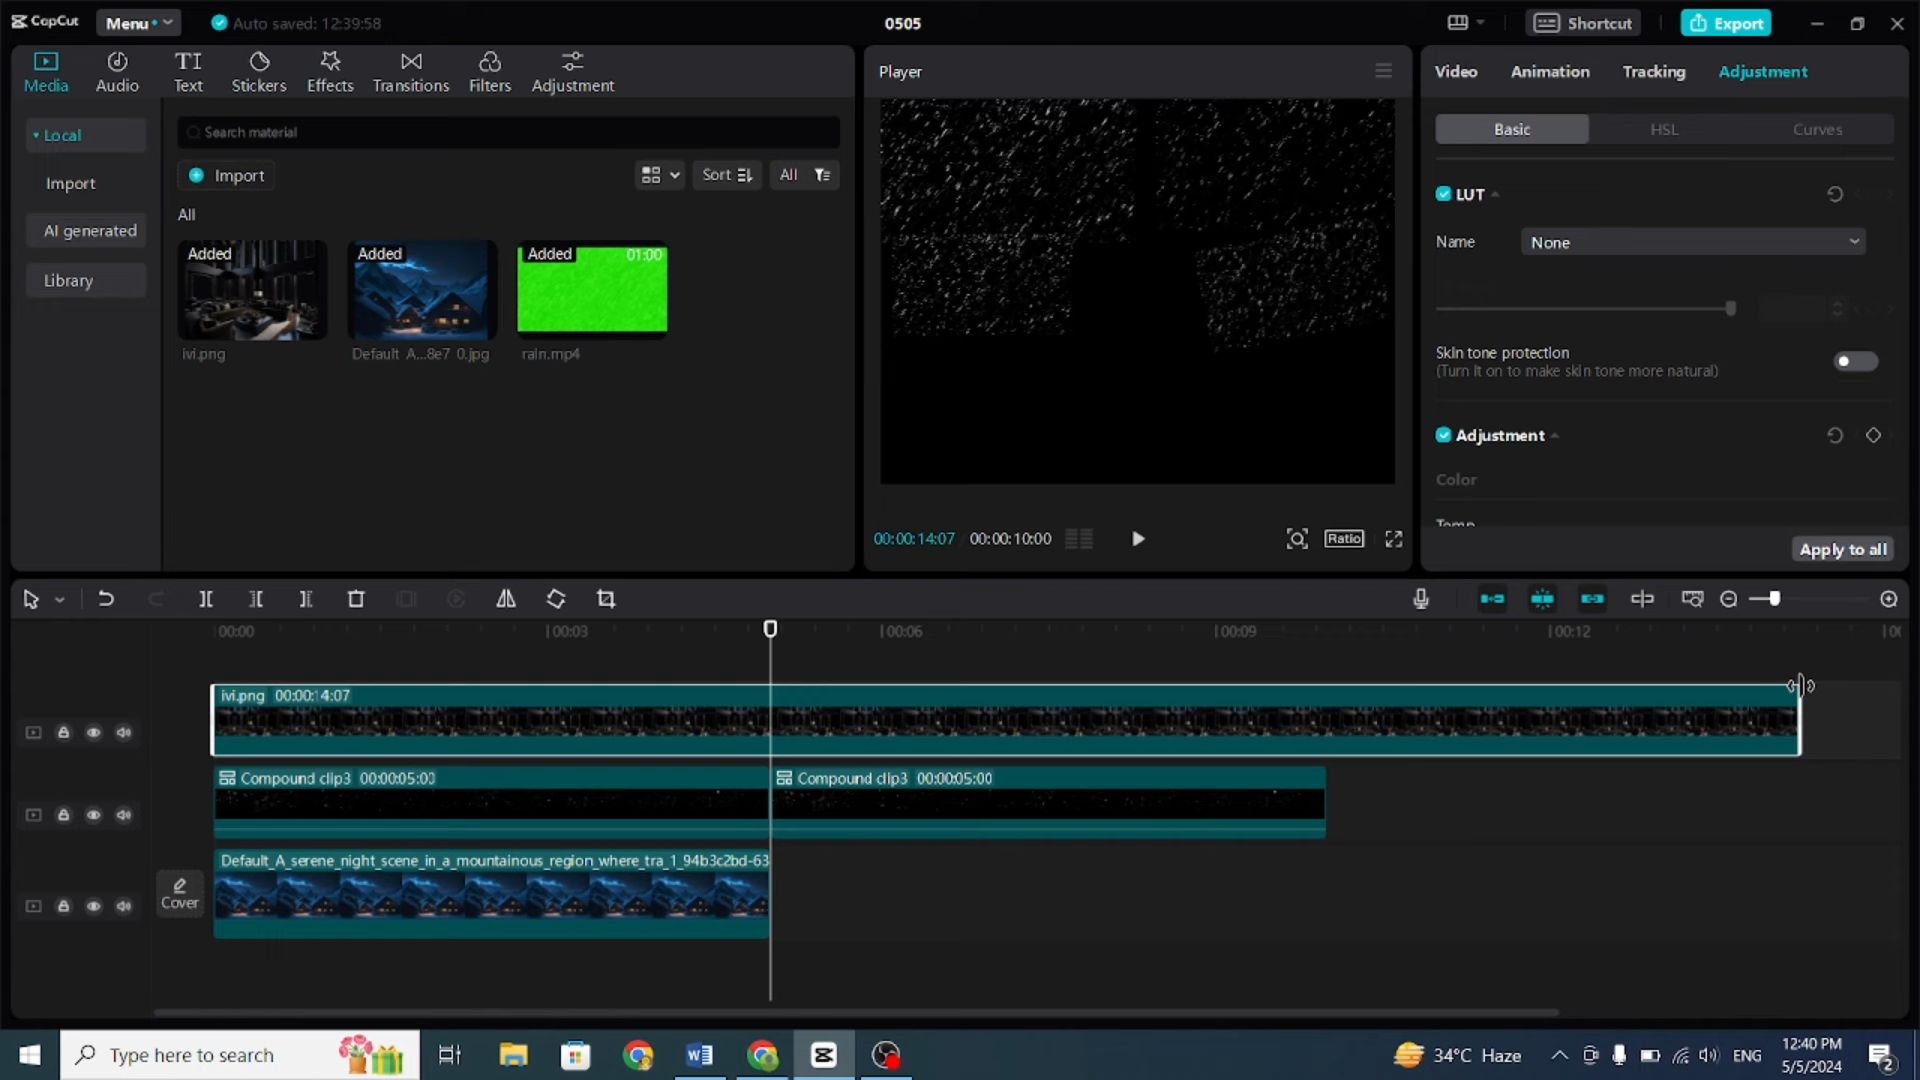 CapCut
Menu
Auto saved: 12:39:58
0505
Shortcut
Export
Media
Audio
Text
Stickers
Effects
Transitions
Filters
Adjustment
Local
Import
AI generated
Library
Search material
Import
Sort
All
All
Added
Added
Added
01:00
ivi.png
Default_A...8e7_0.jpg
rain.mp4
Player
00:00:14:07
00:00:10:00
Ratio
Video
Animation
Tracking
Adjustment
Basic
HSL
Curves
LUT
Name
None
Skin tone protection
(Turn it on to make skin tone more natural)
Adjustment
Color
Temp
Apply to all
00:00
00:03
00:06
00:09
00:12
ivi.png 00:00:14:07
Compound clip3 00:00:05:00
Compound clip3 00:00:05:00
Default_A_serene_night_scene_in_a_mountainous_region_where_tra_1_94b3c2bd-63
Cover
Type here to search
34°C Haze
ENG
12:40 PM
5/5/2024
2